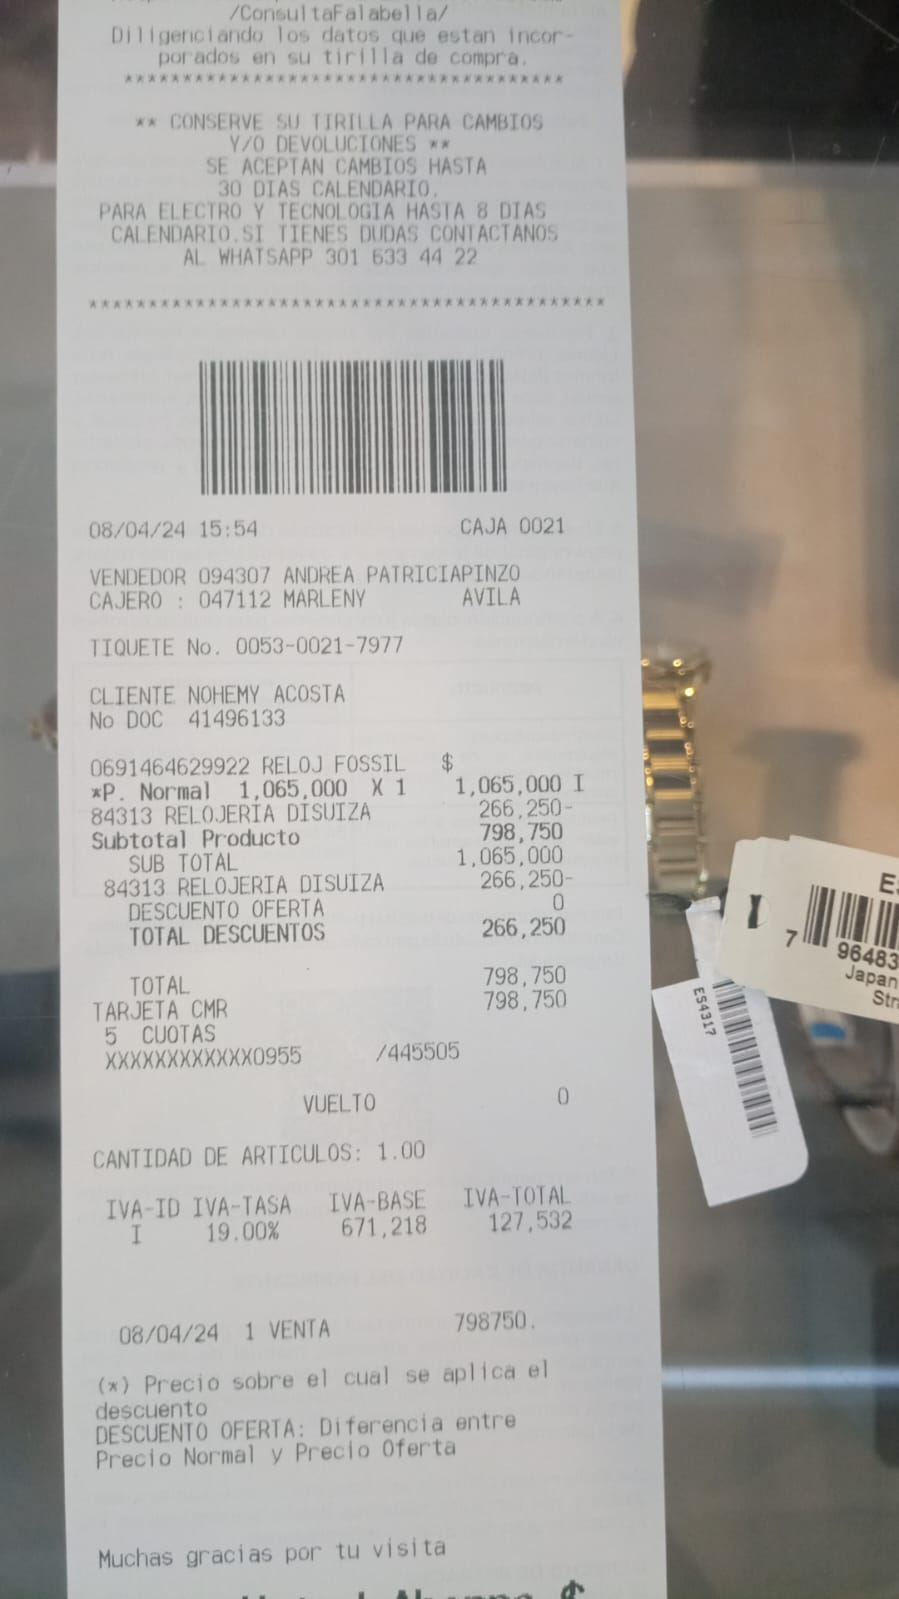 /ConsultaFalabella/
Diligenciando los datos que estan incor-
porados en su tirilla de compra.
*************************************
** CONSERVE SU TIRILLA PARA CAMBIOS
Y/O DEVOLUCIONES **
SE ACEPTAN CAMBIOS HASTA
30 DIAS CALENDARIO.
PARA ELECTRO Y TECNOLOGIA HASTA 8 DIAS
CALENDARIO.SI TIENES DUDAS CONTACTANOS
AL WHATSAPP 301 633 44 22
*******************************************
08/04/24 15:54 CAJA 0021
VENDEDOR 094307 ANDREA PATRICIAPINZO
CAJERO : 047112 MARLENY AVILA
TIQUETE No. 0053-0021-7977
CLIENTE NOHEMY ACOSTA
No DOC 41496133
0691464629922 RELOJ FOSSIL $
*P. Normal 1,065,000 X 1 1,065,000 I
84313 RELOJERIA DISUIZA 266,250-
Subtotal Producto 798,750
SUB TOTAL 1,065,000
84313 RELOJERIA DISUIZA 266,250-
DESCUENTO OFERTA 0
TOTAL DESCUENTOS 266,250
TOTAL 798,750
TARJETA CMR 798,750
5 CUOTAS
XXXXXXXXXXXX0955 /445505
VUELTO 0
CANTIDAD DE ARTICULOS: 1.00
IVA-ID IVA-TASA IVA-BASE IVA-TOTAL
I 19.00% 671,218 127,532
08/04/24 1 VENTA 798750.
(*) Precio sobre el cual se aplica el
descuento
DESCUENTO OFERTA: Diferencia entre
Precio Normal y Precio Oferta
Muchas gracias por tu visita
ES4317
7 96483
Japan